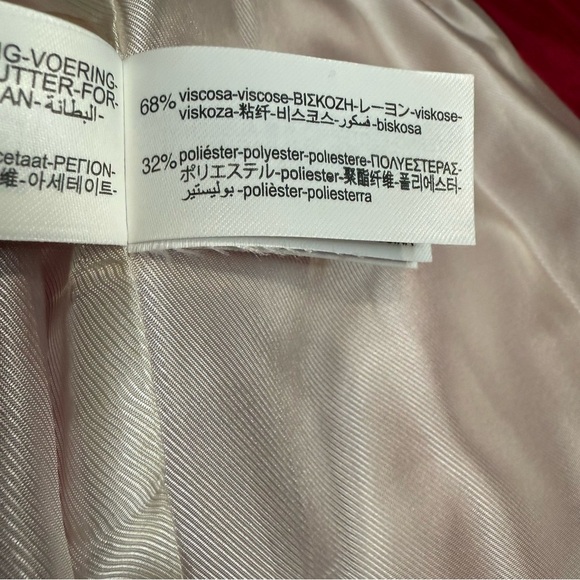 G-VOERING-
UTTER-FOR-
AN-البطانة-
cetaat-РЕГІОН-
维-아세테이트-
68% viscosa-viscose-ΒΙΣΚΟΖΗ-レーヨン-viskose-
viskoza-粘纤-비스코스-فسكور-biskosa
32% poliéster-polyester-poliestere-ΠΟΛΥΕΣΤΕΡΑΣ-
ポリエステル-poliester-聚酯纤维-폴리에스터-
بوليستير-polièster-poliesterra